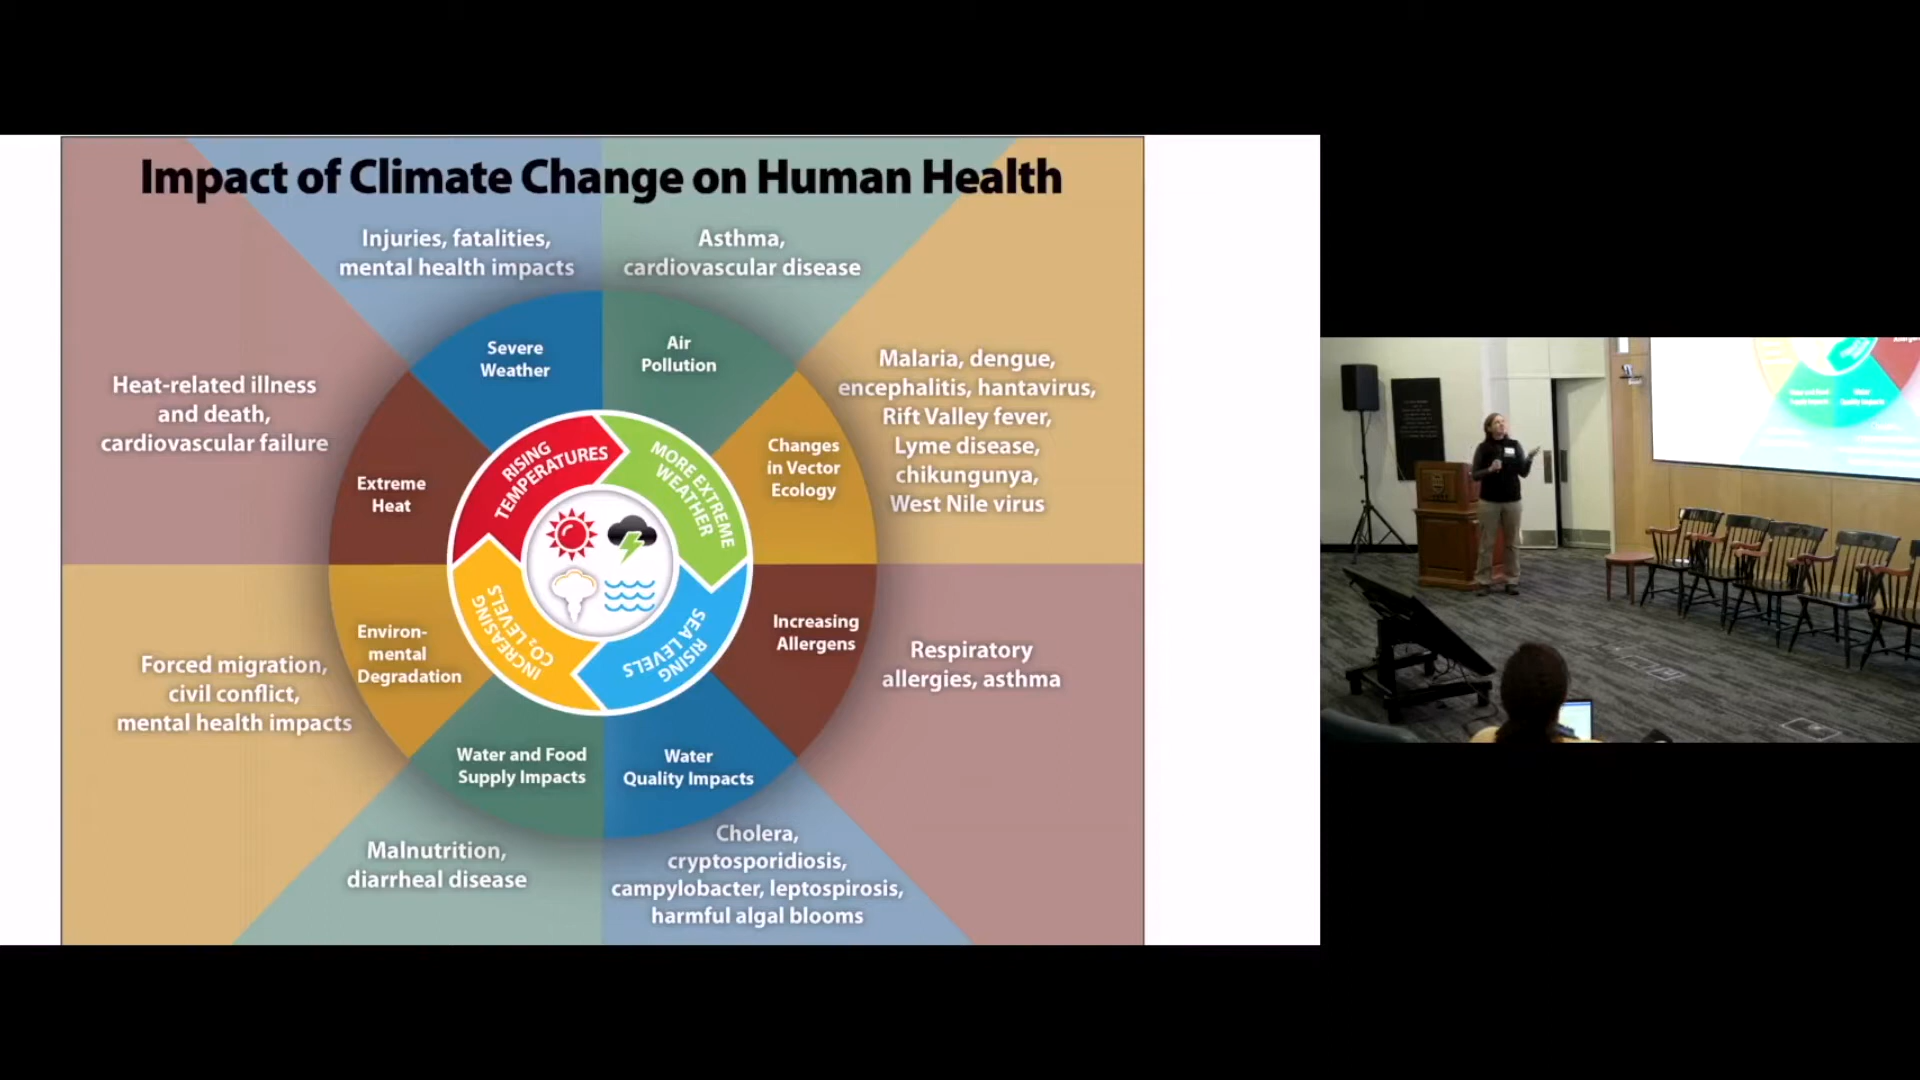 Impact of Climate Change on Human Health
Injuries, fatalities,
mental health impacts
Asthma,
cardiovascular disease
Severe
Weather
Air
Pollution
Heat-related illness
and death,
cardiovascular failure
Extreme
Heat
Changes
in Vector
Ecology
Malaria, dengue,
encephalitis, hantavirus,
Rift Valley fever,
Lyme disease,
chikungunya,
West Nile virus
RISING
TEMPERATURES
MORE EXTREME
WEATHER
INCREASING
CO₂ LEVELS
RISING
SEA LEVELS
Environ-
mental
Degradation
Forced migration,
civil conflict,
mental health impacts
Increasing
Allergens
Respiratory
allergies, asthma
Water and Food
Supply Impacts
Water
Quality Impacts
Malnutrition,
diarrheal disease
Cholera,
cryptosporidiosis,
campylobacter, leptospirosis,
harmful algal blooms